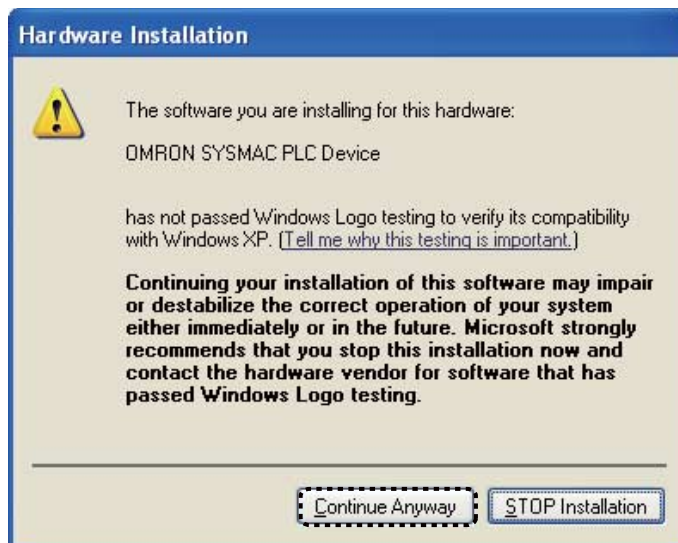 Hardware Installation
The software you are installing for this hardware:
OMRON SYSMAC PLC Device
has not passed Windows Logo testing to verify its compatibility
with Windows XP. (Tell me why this testing is important.)
Continuing your installation of this software may impair
or destabilize the correct operation of your system
either immediately or in the future. Microsoft strongly
recommends that you stop this installation now and
contact the hardware vendor for software that has
passed Windows Logo testing.
Continue Anyway
STOP Installation